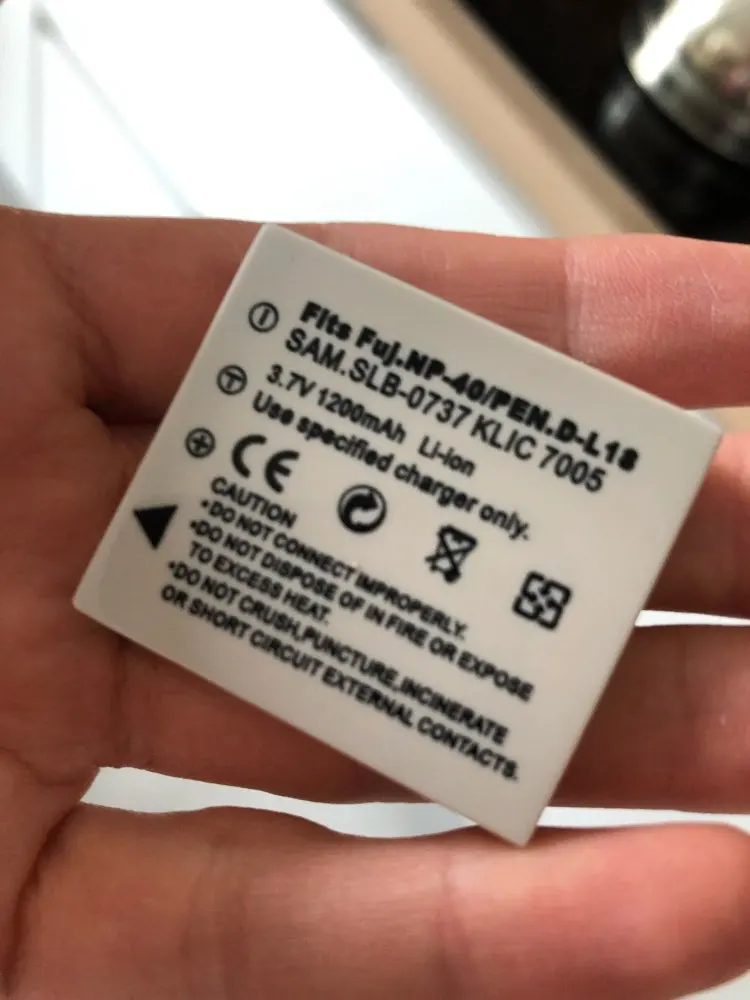 Fits Fuj.NP-40/PEN.D-L18
SAM.SLB-0737 KLIC 7005
3.7V 1200mAh Li-ion
Use specified charger only.
CE
CAUTION
•DO NOT CONNECT IMPROPERLY.
•DO NOT DISPOSE OF IN FIRE OR EXPOSE
TO EXCESS HEAT.
•DO NOT CRUSH,PUNCTURE,INCINERATE
OR SHORT CIRCUIT EXTERNAL CONTACTS.
− T +